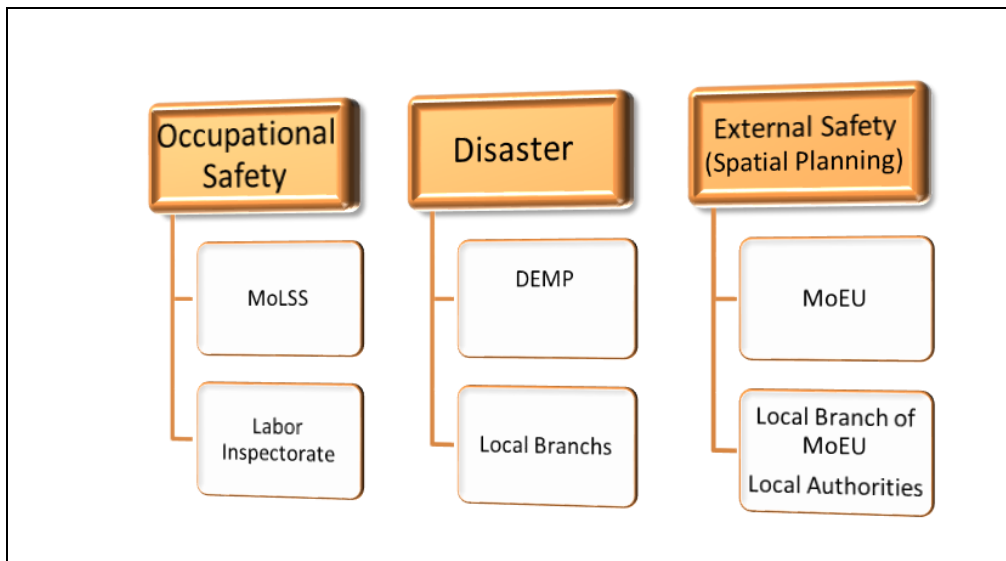 Occupational
Safety
MoLSS
Labor
Inspectorate
Disaster
DEMP
Local Branchs
External Safety
(Spatial Planning)
MoEU
Local Branch of
MoEU
Local Authorities